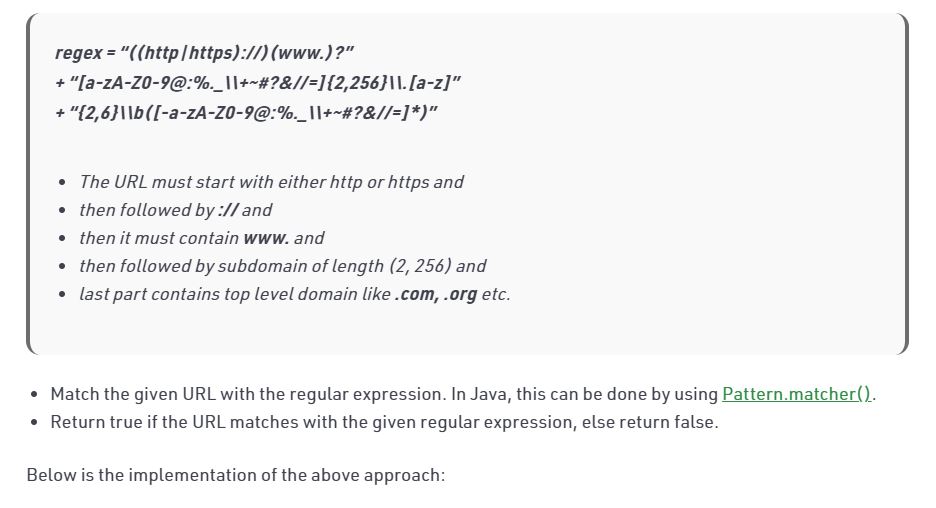 regex = “((http|https)://)(www.)?”
+ “[a-zA-Z0-9@:%._\\+~#?&//=]{2,256}\\.[a-z]”
+ “{2,6}\\b([-a-zA-Z0-9@:%._\\+~#?&//=]*)”
• The URL must start with either http or https and
• then followed by :// and
• then it must contain www. and
• then followed by subdomain of length (2, 256) and
• last part contains top level domain like .com, .org etc.
• Match the given URL with the regular expression. In Java, this can be done by using Pattern.matcher().
• Return true if the URL matches with the given regular expression, else return false.
Below is the implementation of the above approach: